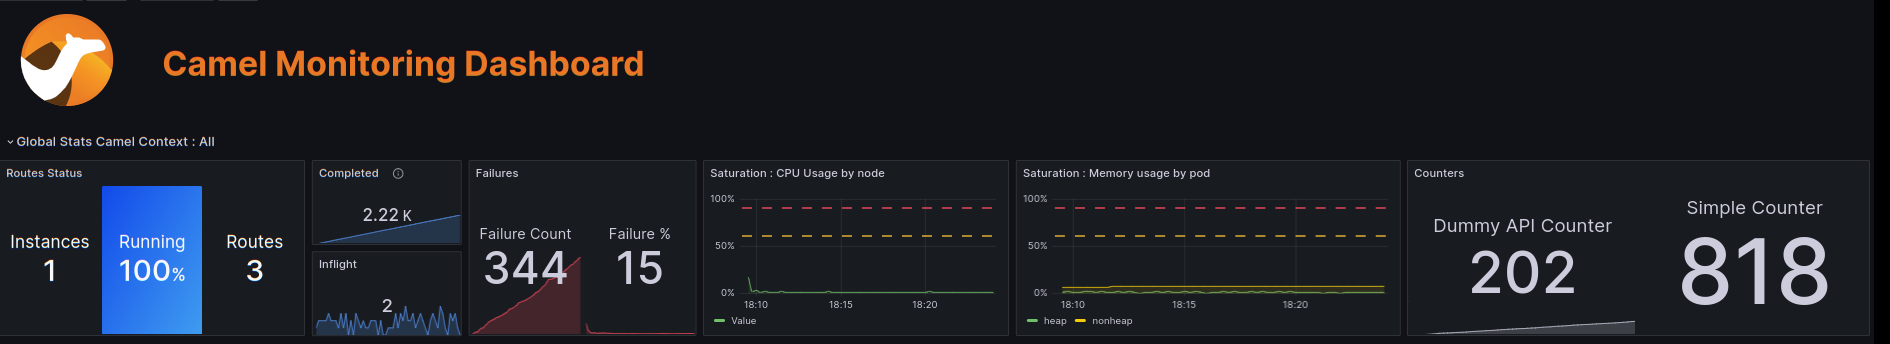 Camel Monitoring Dashboard
Global Stats Camel Context : All
Routes Status
Instances
1
Running
100%
Routes
3
Completed
2.22 K
Inflight
2
Failures
Failure Count
344
Failure %
15
Saturation : CPU Usage by node
100%
50%
0%
18:10 18:15 18:20
Value
Saturation : Memory usage by pod
100%
50%
0%
18:10 18:15 18:20
heap nonheap
Counters
Dummy API Counter
202
Simple Counter
818